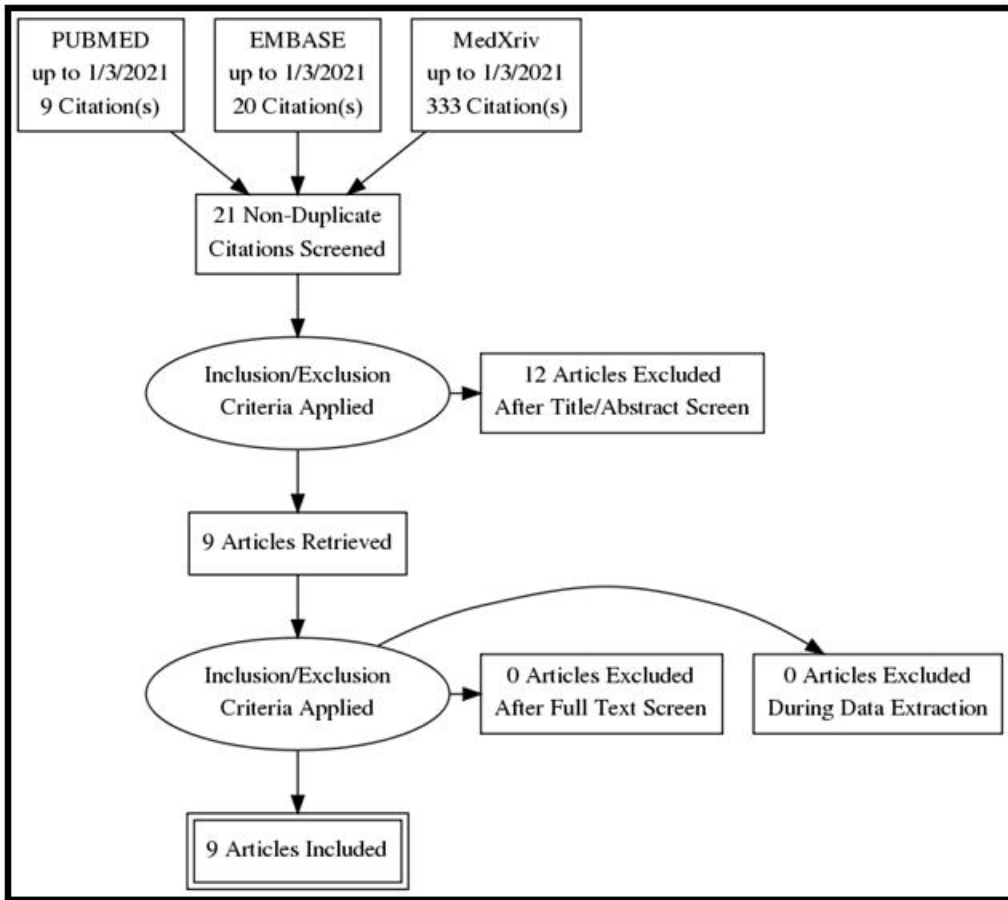 PUBMED
up to 1/3/2021
9 Citation(s)
EMBASE
up to 1/3/2021
20 Citation(s)
MedXriv
up to 1/3/2021
333 Citation(s)
21 Non-Duplicate
Citations Screened
Inclusion/Exclusion
Criteria Applied
12 Articles Excluded
After Title/Abstract Screen
9 Articles Retrieved
Inclusion/Exclusion
Criteria Applied
0 Articles Excluded
After Full Text Screen
0 Articles Excluded
During Data Extraction
9 Articles Included